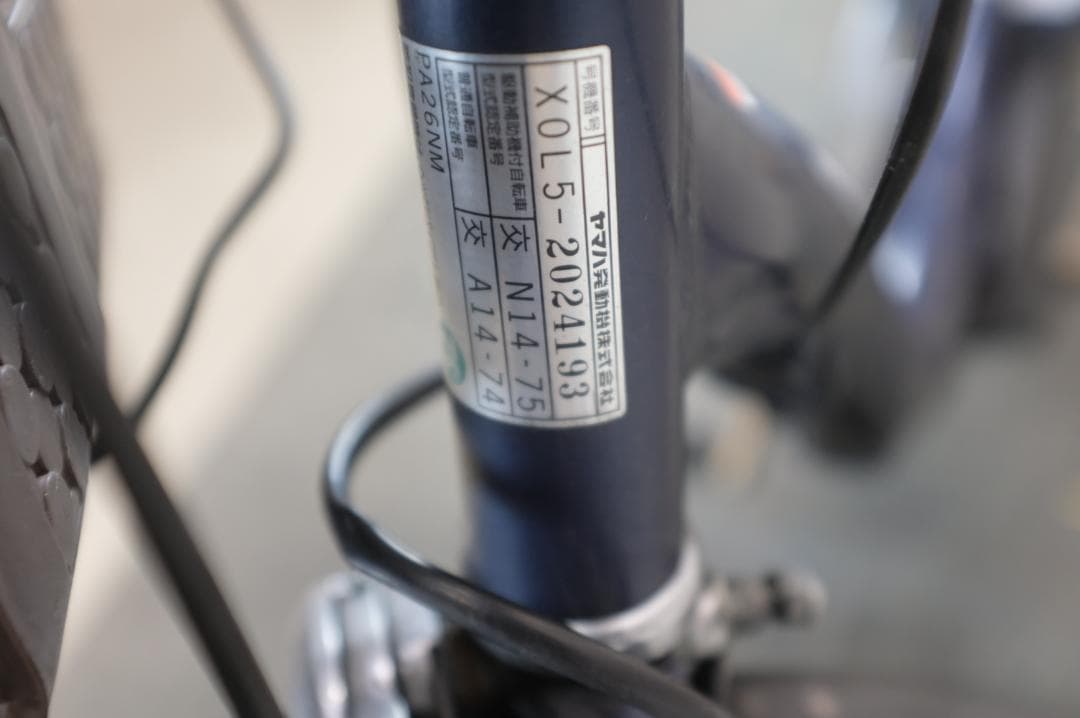 号機番号 ヤマハ発動機株式会社
X0L5-2024193
駆動補助機付自転車
型式認定番号
交 N14-75
普通自転車
型式認定番号
交 A14-74
PA26NM